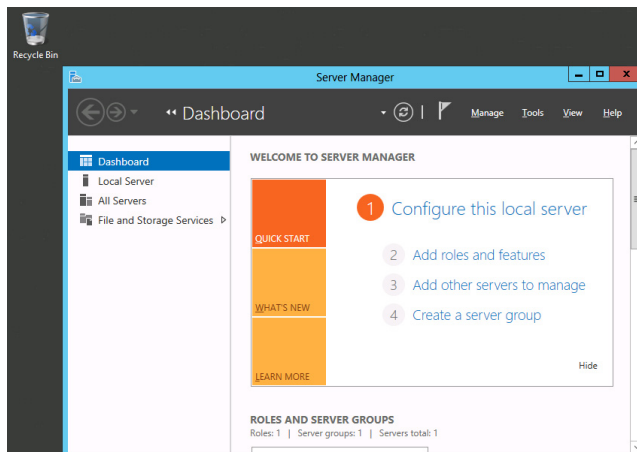 Recycle Bin
Server Manager
Dashboard
Manage Tools View Help
Dashboard
Local Server
All Servers
File and Storage Services
WELCOME TO SERVER MANAGER
QUICK START
WHAT'S NEW
LEARN MORE
1 Configure this local server
2 Add roles and features
3 Add other servers to manage
4 Create a server group
Hide
ROLES AND SERVER GROUPS
Roles: 1 | Server groups: 1 | Servers total: 1